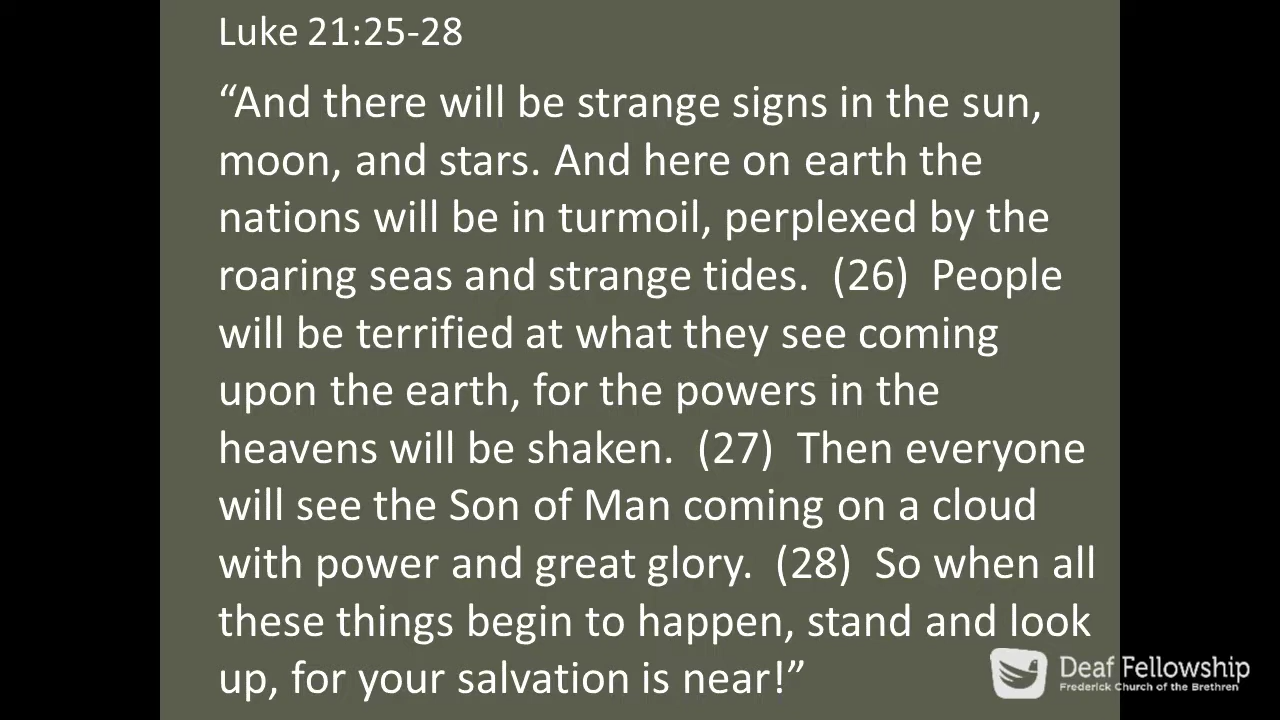 Luke 21:25-28
“And there will be strange signs in the sun,
moon, and stars. And here on earth the
nations will be in turmoil, perplexed by the
roaring seas and strange tides.  (26)  People
will be terrified at what they see coming
upon the earth, for the powers in the
heavens will be shaken.  (27)  Then everyone
will see the Son of Man coming on a cloud
with power and great glory.  (28)  So when all
these things begin to happen, stand and look
up, for your salvation is near!”
Deaf Fellowship
Frederick Church of the Brethren